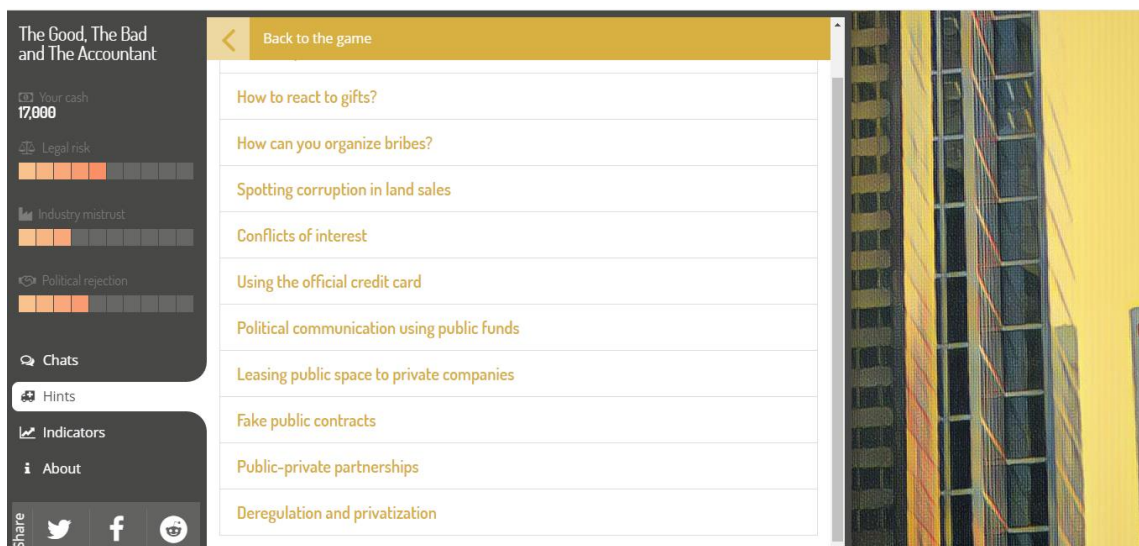 The Good, The Bad
and The Accountant
Your cash
17,000
Legal risk
Industry mistrust
Political rejection
Chats
Hints
Indicators
About
Share
Back to the game
How to react to gifts?
How can you organize bribes?
Spotting corruption in land sales
Conflicts of interest
Using the official credit card
Political communication using public funds
Leasing public space to private companies
Fake public contracts
Public-private partnerships
Deregulation and privatization